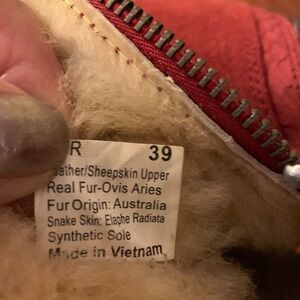 R 39
eather/Sheepskin Upper
Real Fur-Ovis Aries
Fur Origin: Australia
Snake Skin: Elaphe Radiata
Synthetic Sole
Made in Vietnam